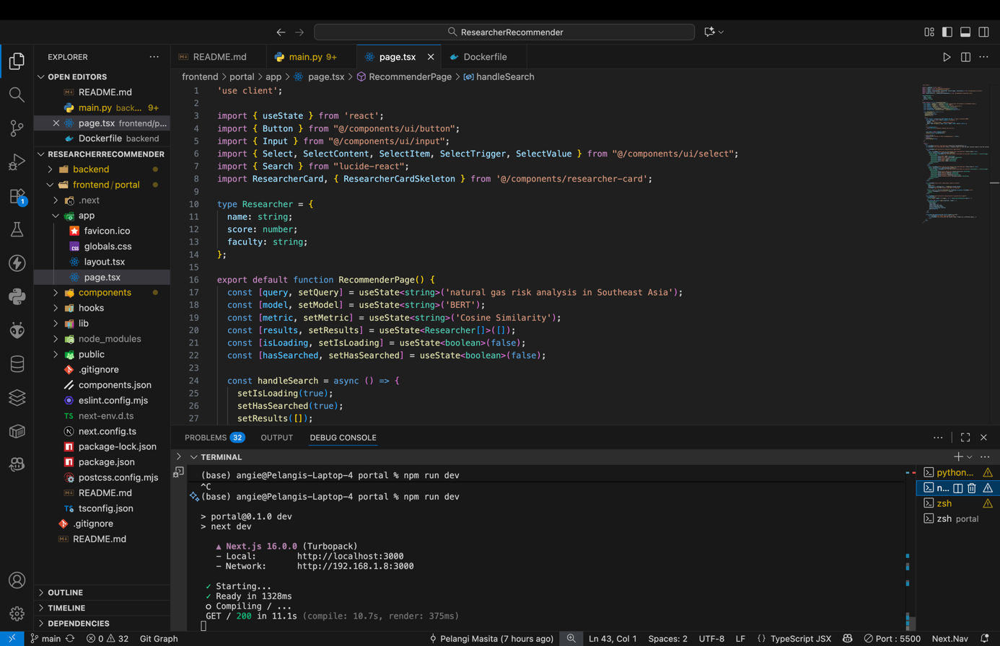 ResearcherRecommender
EXPLORER
OPEN EDITORS
README.md
main.py back... 9+
page.tsx frontend/p...
Dockerfile backend
RESEARCHERRECOMMENDER
backend
frontend / portal
.next
app
favicon.ico
globals.css
layout.tsx
page.tsx
components
hooks
lib
node_modules
public
.gitignore
components.json
eslint.config.mjs
TS next-env.d.ts
next.config.ts
package-lock.json
package.json
postcss.config.mjs
README.md
tsconfig.json
.gitignore
README.md
OUTLINE
TIMELINE
DEPENDENCIES
README.md
main.py 9+
page.tsx
Dockerfile
frontend > portal > app > page.tsx > RecommenderPage > handleSearch
1 'use client';
2
3 import { useState } from 'react';
4 import { Button } from "@/components/ui/button";
5 import { Input } from "@/components/ui/input";
6 import { Select, SelectContent, SelectItem, SelectTrigger, SelectValue } from "@/components/ui/select";
7 import { Search } from "lucide-react";
8 import ResearcherCard, { ResearcherCardSkeleton } from '@/components/researcher-card';
9
10 type Researcher = {
11 name: string;
12 score: number;
13 faculty: string;
14 };
15
16 export default function RecommenderPage() {
17 const [query, setQuery] = useState<string>('natural gas risk analysis in Southeast Asia');
18 const [model, setModel] = useState<string>('BERT');
19 const [metric, setMetric] = useState<string>('Cosine Similarity');
20 const [results, setResults] = useState<Researcher[]>([]);
21 const [isLoading, setIsLoading] = useState<boolean>(false);
22 const [hasSearched, setHasSearched] = useState<boolean>(false);
23
24 const handleSearch = async () => {
25 setIsLoading(true);
26 setHasSearched(true);
27 setResults([]);
PROBLEMS 32 OUTPUT DEBUG CONSOLE
TERMINAL
(base) angie@Pelangis-Laptop-4 portal % npm run dev
^C
(base) angie@Pelangis-Laptop-4 portal % npm run dev
> portal@0.1.0 dev
> next dev
▲ Next.js 16.0.0 (Turbopack)
- Local: http://localhost:3000
- Network: http://192.168.1.8:3000
✓ Starting...
✓ Ready in 1328ms
○ Compiling / ...
GET / 200 in 11.1s (compile: 10.7s, render: 375ms)
python...
n...
zsh
zsh portal
main 0 32 Git Graph Pelangi Masita (7 hours ago) Ln 43, Col 1 Spaces: 2 UTF-8 LF {} TypeScript JSX Port : 5500 Next.Nav